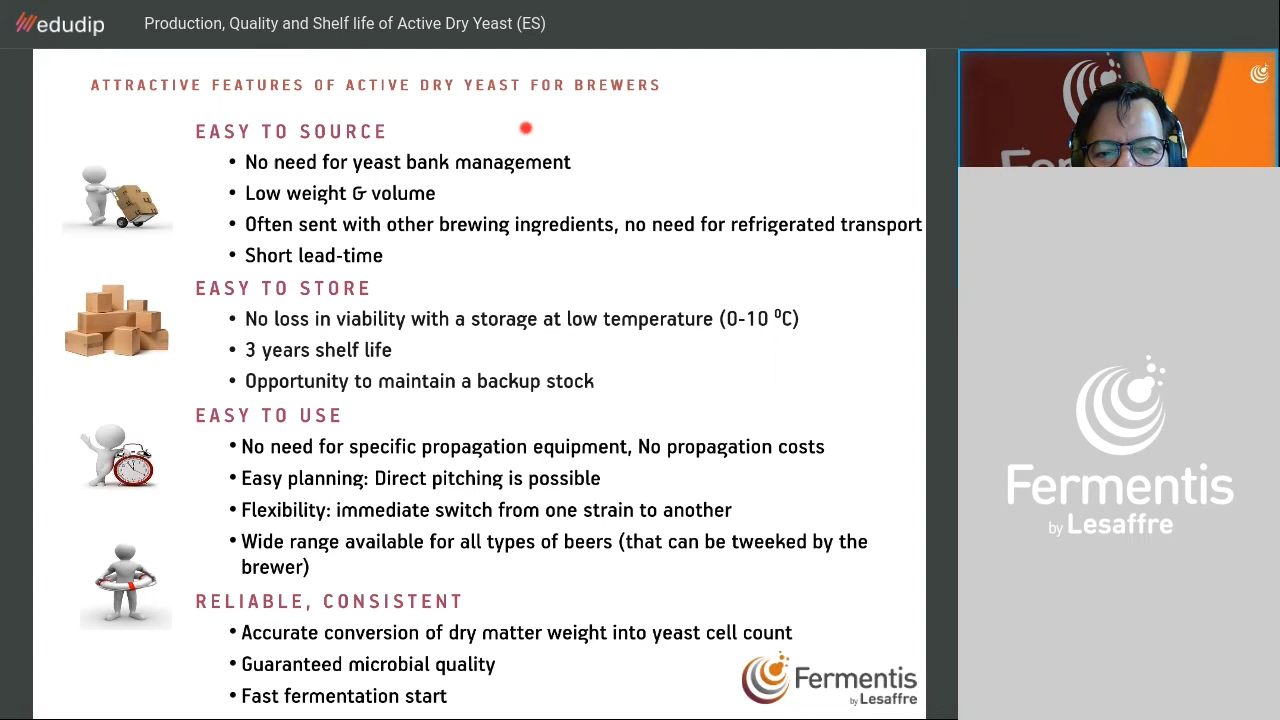 edudip
Production, Quality and Shelf life of Active Dry Yeast (ES)
ATTRACTIVE FEATURES OF ACTIVE DRY YEAST FOR BREWERS
EASY TO SOURCE
• No need for yeast bank management
• Low weight & volume
• Often sent with other brewing ingredients, no need for refrigerated transport
• Short lead-time
EASY TO STORE
• No loss in viability with a storage at low temperature (0-10 ⁰C)
• 3 years shelf life
• Opportunity to maintain a backup stock
EASY TO USE
• No need for specific propagation equipment, No propagation costs
• Easy planning: Direct pitching is possible
• Flexibility: immediate switch from one strain to another
• Wide range available for all types of beers (that can be tweeked by the
brewer)
RELIABLE, CONSISTENT
• Accurate conversion of dry matter weight into yeast cell count
• Guaranteed microbial quality
• Fast fermentation start
Fermentis
by Lesaffre
Fermentis
by Lesaffre